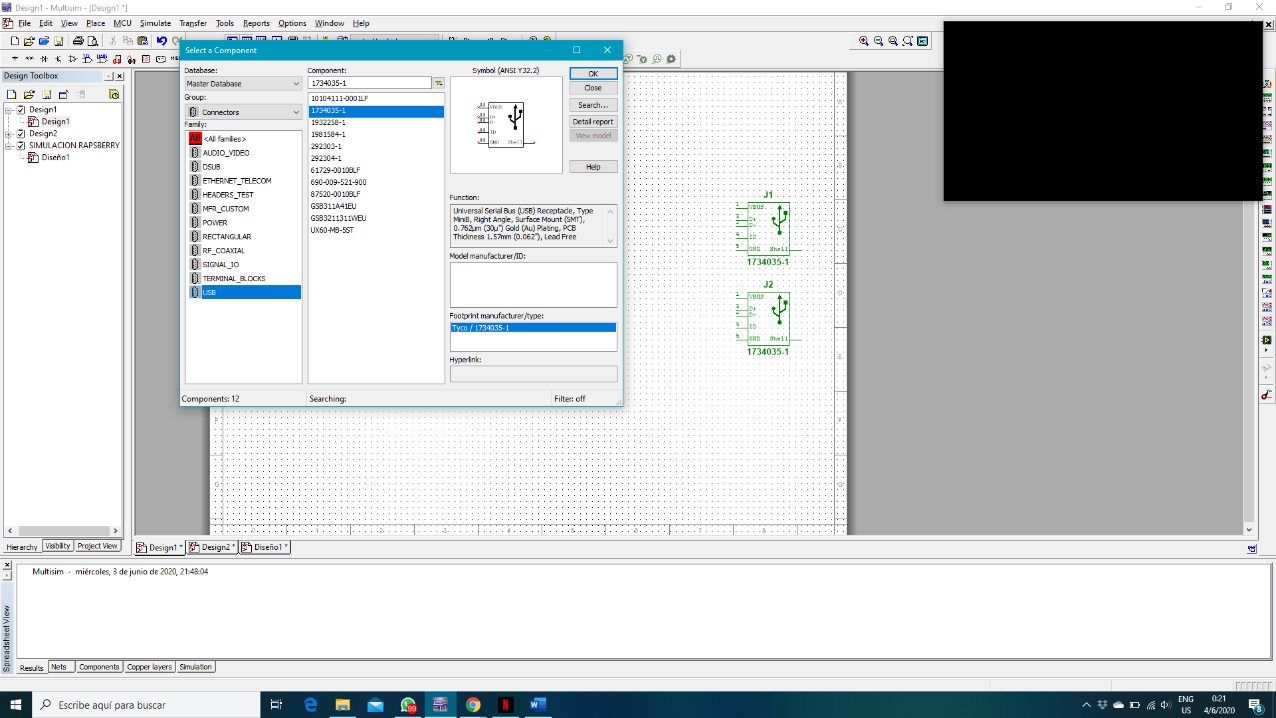 Design1 - Multisim - [Design1 *]
File Edit View Place MCU Simulate Transfer Tools Reports Options Window Help
Design Toolbox
Design1
Design1
Design2
SIMULACION RAPSBERRY
Diseño1
Hierarchy Visibility Project View
Select a Component
Database:
Master Database
Group:
Connectors
Family:
All <All families>
AUDIO_VIDEO
DSUB
ETHERNET_TELECOM
HEADERS_TEST
MFR_CUSTOM
POWER
RECTANGULAR
RF_COAXIAL
SIGNAL_IO
TERMINAL_BLOCKS
USB
Component:
1734035-1
10104111-0001LF
1734035-1
1932258-1
1981584-1
292303-1
292304-1
61729-0010BLF
690-009-521-900
87520-0010BLF
GSB311A41EU
GSB3211311WEU
UX60-MB-5ST
Symbol (ANSI Y32.2)
VBUS
D+
D-
ID
GND Shell
OK
Close
Search...
Detail report
View model
Help
Function:
Universal Serial Bus (USB) Receptacle, Type
MiniB, Right Angle, Surface Mount (SMT),
0.762µm (30µ") Gold (Au) Plating, PCB
Thickness 1.57mm (0.062"), Lead Free
Model manufacturer/ID:
Footprint manufacturer/type:
Tyco / 1734035-1
Hyperlink:
Components: 12 Searching: Filter: off
J1
1 VBUS
D+
D-
ID
GND Shell
1734035-1
J2
1 VBUS
D+
D-
ID
GND Shell
1734035-1
Design1 * Design2 * Diseño1 *
Multisim - miércoles, 3 de junio de 2020, 21:48:04
Spreadsheet View
Results Nets Components Copper layers Simulation
Escribe aquí para buscar
99
ENG
US
0:21
4/6/2020
8